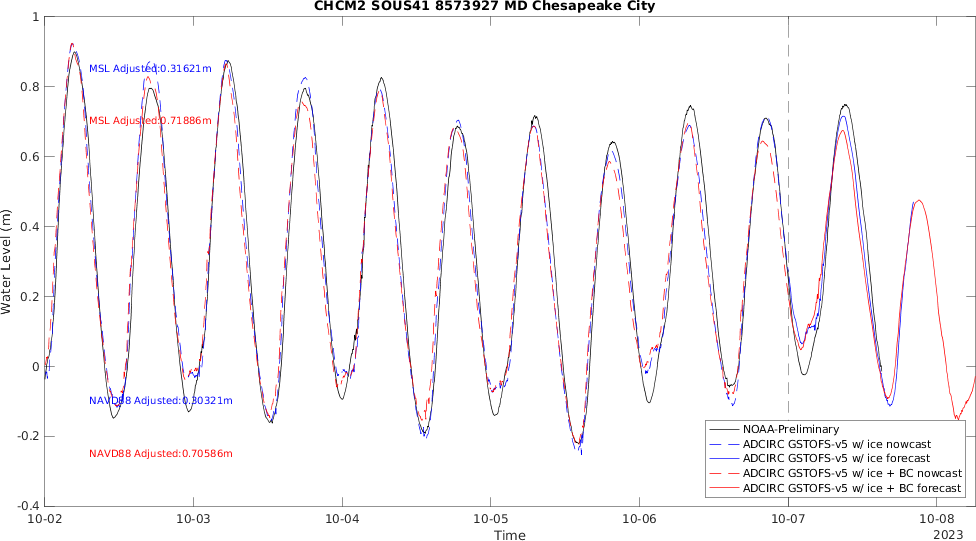 CHCM2 SOUS41 8573927 MD Chesapeake City
1
0.8
0.6
0.4
0.2
0
-0.2
-0.4
Water Level (m)
MSL Adjusted:0.31621m
MSL Adjusted:0.71886m
NAVD88 Adjusted:0.30321m
NAVD88 Adjusted:0.70586m
NOAA-Preliminary
ADCIRC GSTOFS-v5 w/ ice nowcast
ADCIRC GSTOFS-v5 w/ ice forecast
ADCIRC GSTOFS-v5 w/ ice + BC nowcast
ADCIRC GSTOFS-v5 w/ ice + BC forecast
10-02 10-03 10-04 10-05 10-06 10-07 10-08
Time
2023